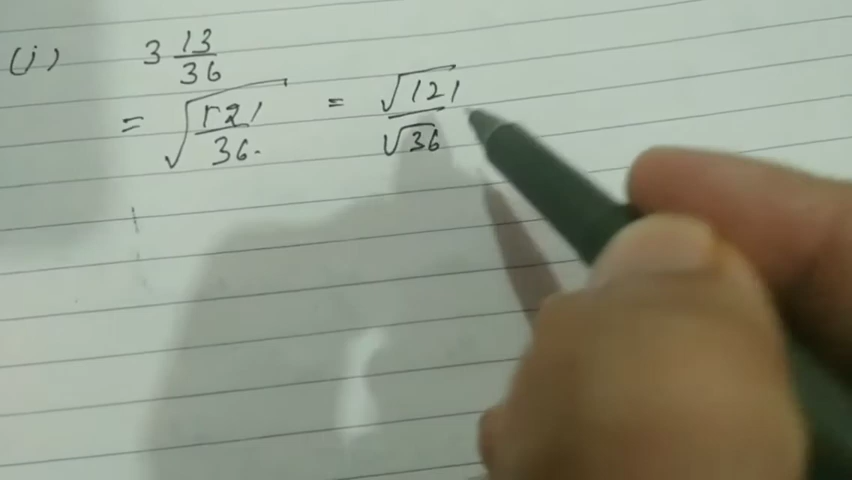 (j) 3 13/36
= √121/36. = √121/√36